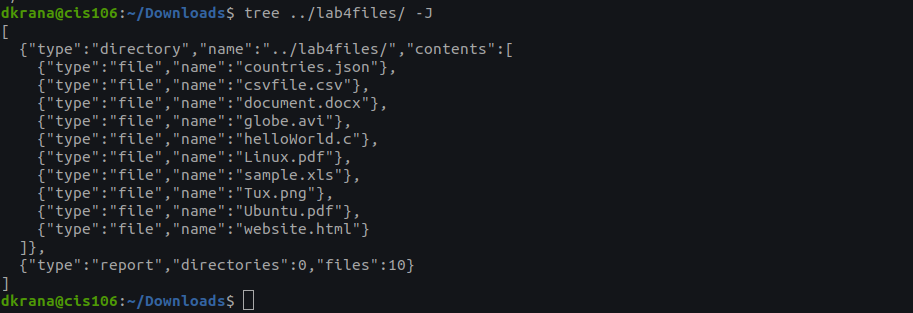 dkrana@cis106:~/Downloads$ tree ../lab4files/ -J
[
  {"type":"directory","name":"../lab4files/","contents":[
    {"type":"file","name":"countries.json"},
    {"type":"file","name":"csvfile.csv"},
    {"type":"file","name":"document.docx"},
    {"type":"file","name":"globe.avi"},
    {"type":"file","name":"helloWorld.c"},
    {"type":"file","name":"Linux.pdf"},
    {"type":"file","name":"sample.xls"},
    {"type":"file","name":"Tux.png"},
    {"type":"file","name":"Ubuntu.pdf"},
    {"type":"file","name":"website.html"}
  ]},
  {"type":"report","directories":0,"files":10}
]
dkrana@cis106:~/Downloads$